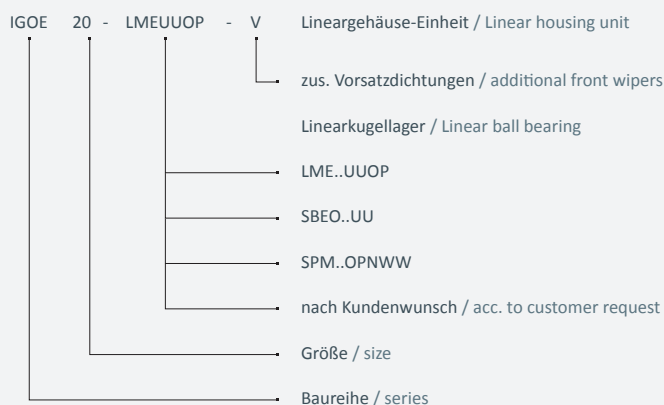 IGOE 20 - LMEUUOP - V Lineargehäuse-Einheit / Linear housing unit
zus. Vorsatzdichtungen / additional front wipers
Linearkugellager / Linear ball bearing
LME..UUOP
SBEO..UU
SPM..OPNWW
nach Kundenwunsch / acc. to customer request
Größe / size
Baureihe / series